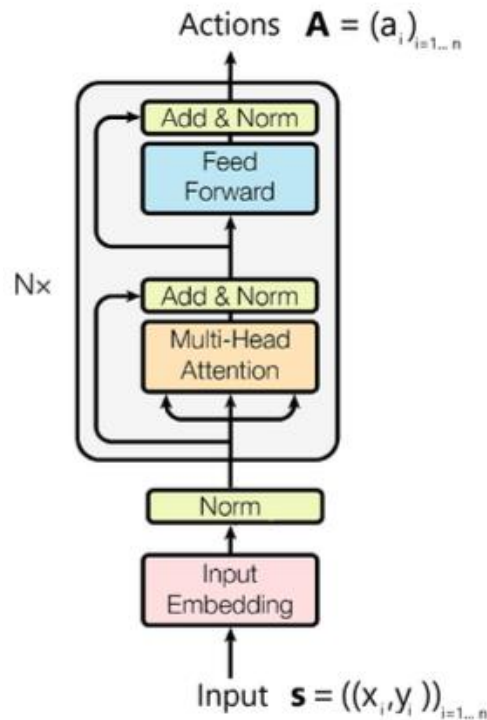 Actions A = (a_i)_{i=1...n}
Add & Norm
Feed
Forward
Nx
Add & Norm
Multi-Head
Attention
Norm
Input
Embedding
Input s = ((x_i,y_i))_{i=1...n}